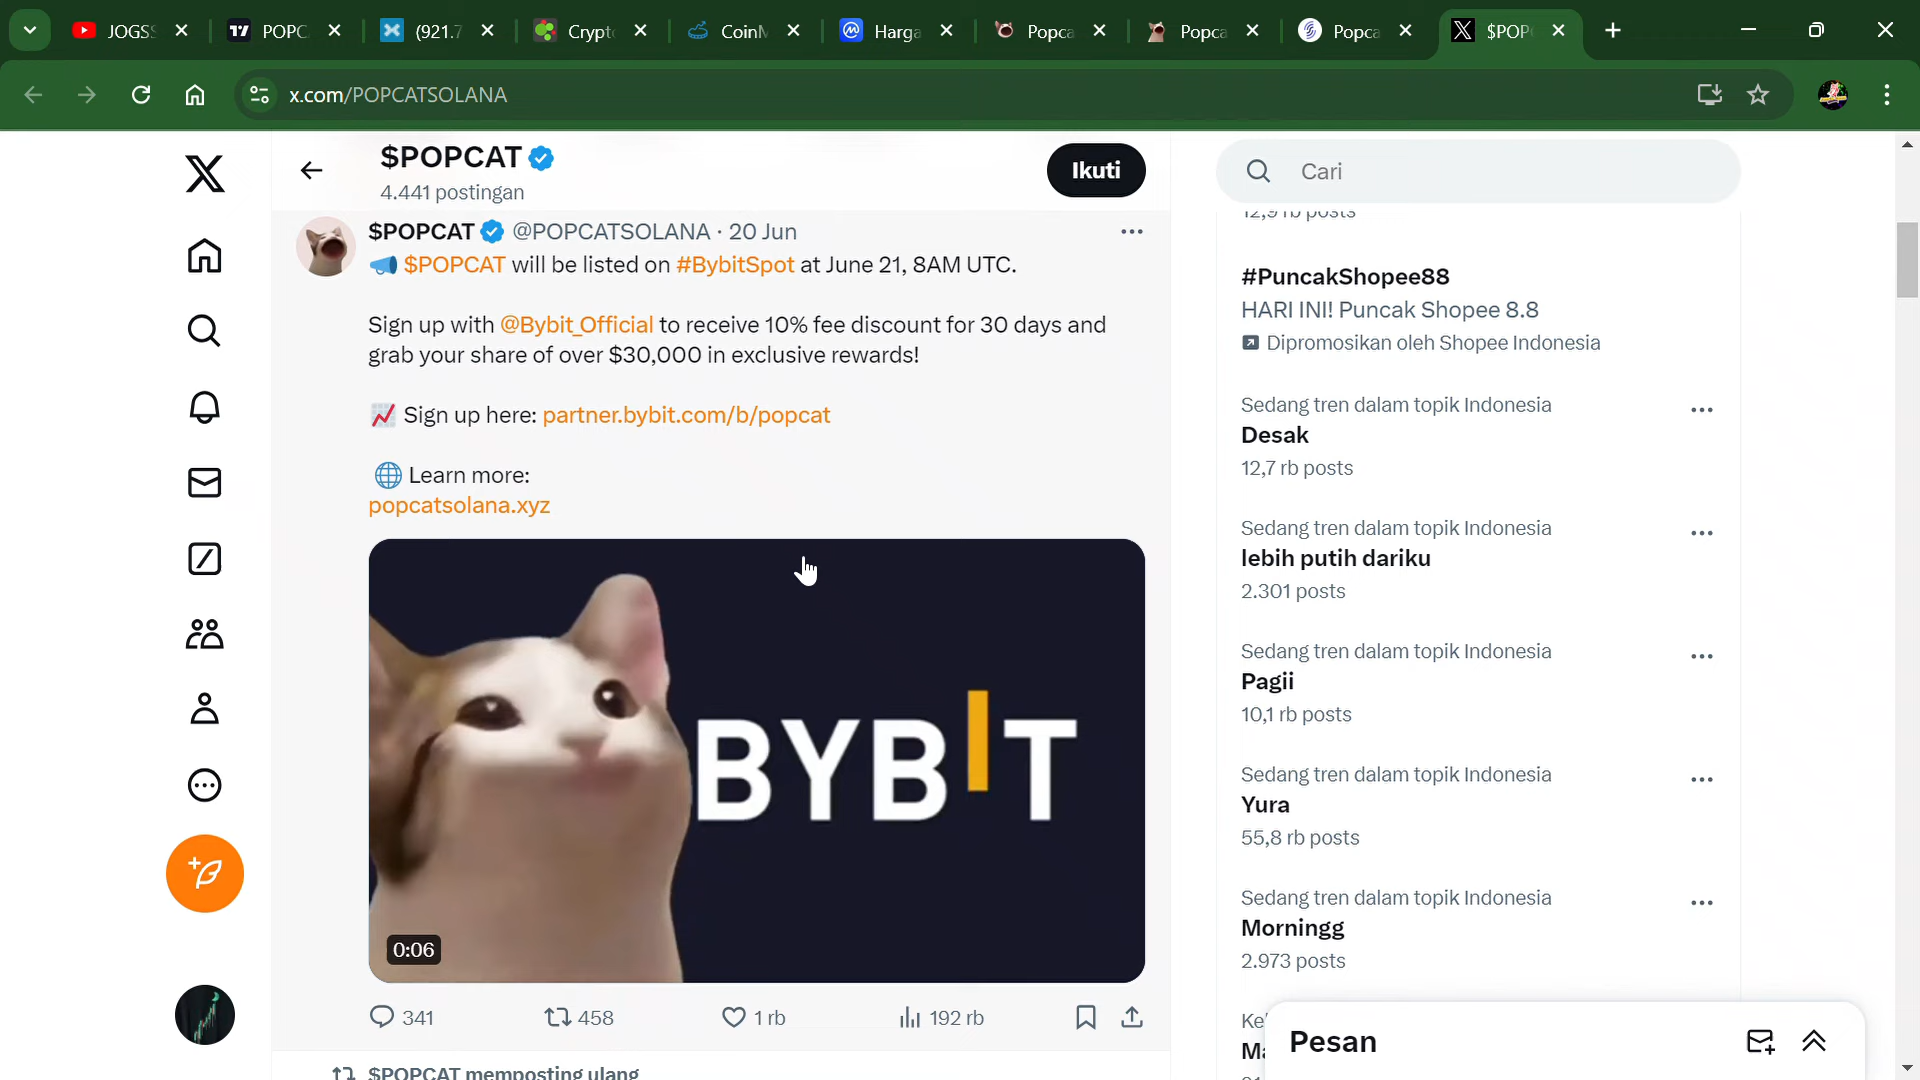 JOGSS
POPC
(921.7
Crypto
CoinM
Harga
Popca
Popca
Popca
$POP
x.com/POPCATSOLANA
$POPCAT
4.441 postingan
Ikuti
Cari
$POPCAT @POPCATSOLANA · 20 Jun
$POPCAT will be listed on #BybitSpot at June 21, 8AM UTC.
Sign up with @Bybit_Official to receive 10% fee discount for 30 days and
grab your share of over $30,000 in exclusive rewards!
Sign up here: partner.bybit.com/b/popcat
Learn more:
popcatsolana.xyz
BYBIT
0:06
341 458 1 rb 192 rb
$POPCAT memposting ulang
12,9 rb posts
#PuncakShopee88
HARI INI! Puncak Shopee 8.8
Dipromosikan oleh Shopee Indonesia
Sedang tren dalam topik Indonesia
Desak
12,7 rb posts
Sedang tren dalam topik Indonesia
lebih putih dariku
2.301 posts
Sedang tren dalam topik Indonesia
Pagii
10,1 rb posts
Sedang tren dalam topik Indonesia
Yura
55,8 rb posts
Sedang tren dalam topik Indonesia
Morningg
2.973 posts
Pesan